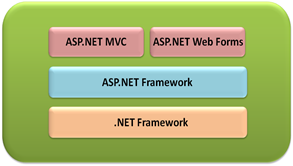 ASP.NET MVC
ASP.NET Web Forms
ASP.NET Framework
.NET Framework